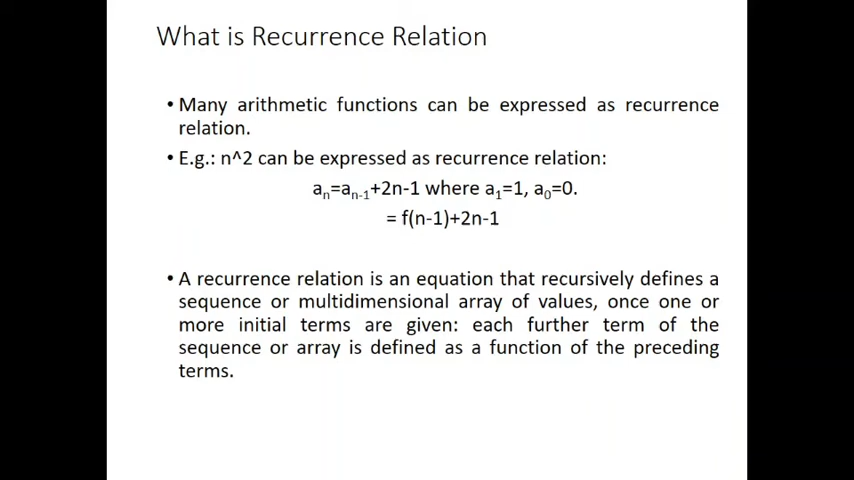 What is Recurrence Relation
• Many arithmetic functions can be expressed as recurrence
relation.
• E.g.: n^2 can be expressed as recurrence relation:
aₙ=aₙ₋₁+2n-1 where a₁=1, a₀=0.
= f(n-1)+2n-1
• A recurrence relation is an equation that recursively defines a
sequence or multidimensional array of values, once one or
more initial terms are given: each further term of the
sequence or array is defined as a function of the preceding
terms.